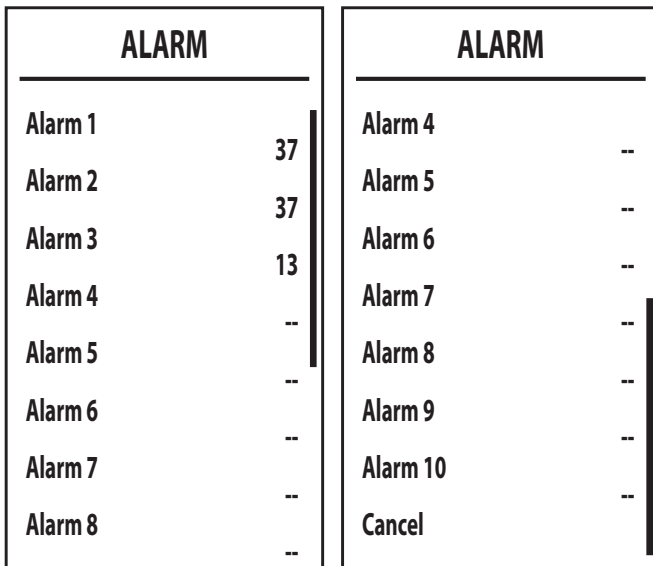 ALARM
Alarm 1
37
Alarm 2
37
Alarm 3
13
Alarm 4
--
Alarm 5
--
Alarm 6
--
Alarm 7
--
Alarm 8
--
ALARM
Alarm 4
--
Alarm 5
--
Alarm 6
--
Alarm 7
--
Alarm 8
--
Alarm 9
--
Alarm 10
--
Cancel